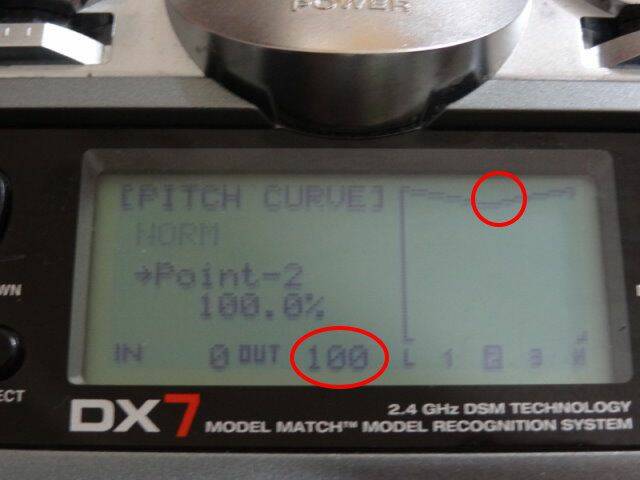 POWER
[PITCH CURVE]
NORM
→Point-2
100.0%
IN 0 OUT 100
L 1 2 3 H
WN
ECT
DX7
2.4 GHz DSM TECHNOLOGY
MODEL MATCH™ MODEL RECOGNITION SYSTEM